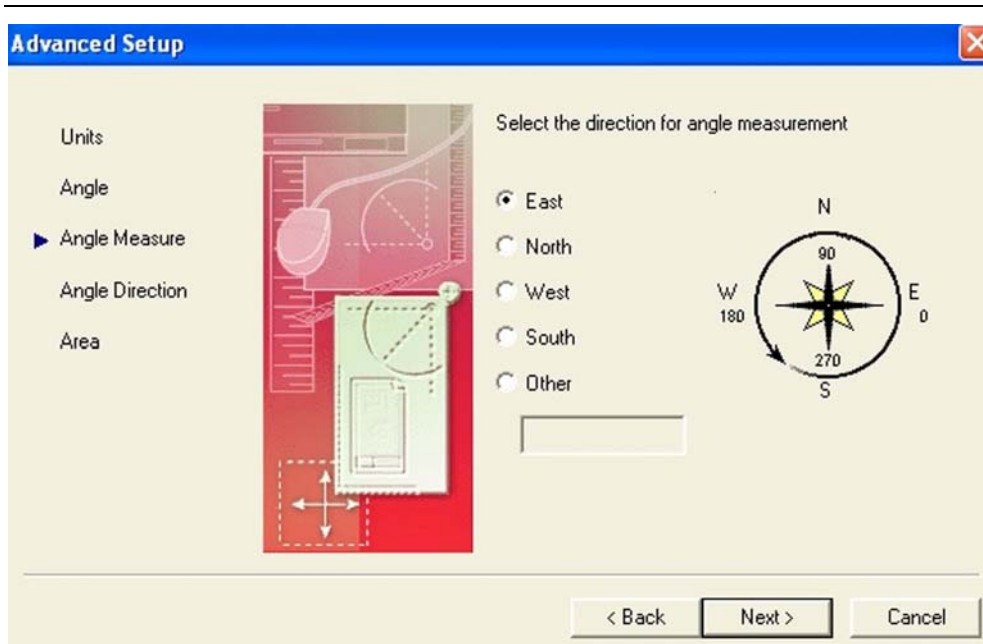 Advanced Setup
Units
Angle
Angle Measure
Angle Direction
Area
Select the direction for angle measurement
East
North
West
South
Other
N
90
W
180
E
0
270
S
< Back
Next >
Cancel